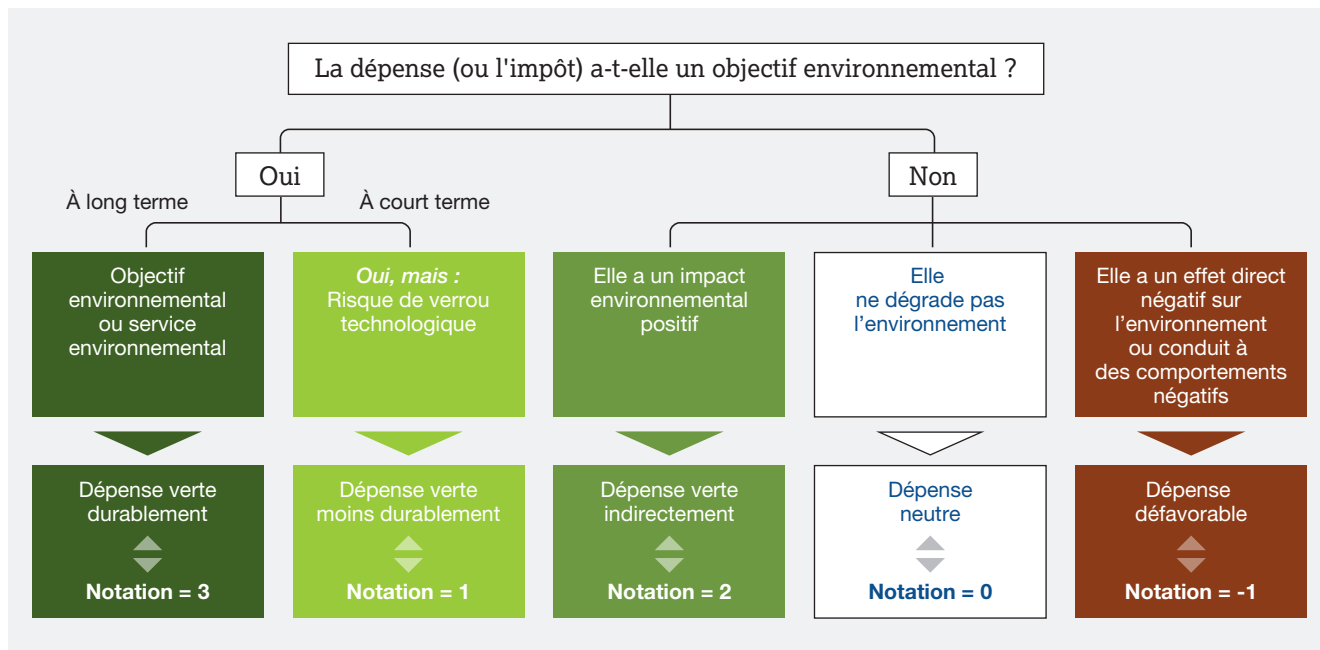 La dépense (ou l'impôt) a-t-elle un objectif environnemental ?
Oui
Non
À long terme
À court terme
Objectif
environnemental
ou service
environnemental
Oui, mais :
Risque de verrou
technologique
Elle a un impact
environnemental
positif
Elle
ne dégrade pas
l’environnement
Elle a un effet direct
négatif sur
l’environnement
ou conduit à
des comportements
négatifs
Dépense verte
durablement
Notation = 3
Dépense verte
moins durablement
Notation = 1
Dépense verte
indirectement
Notation = 2
Dépense
neutre
Notation = 0
Dépense
défavorable
Notation = -1